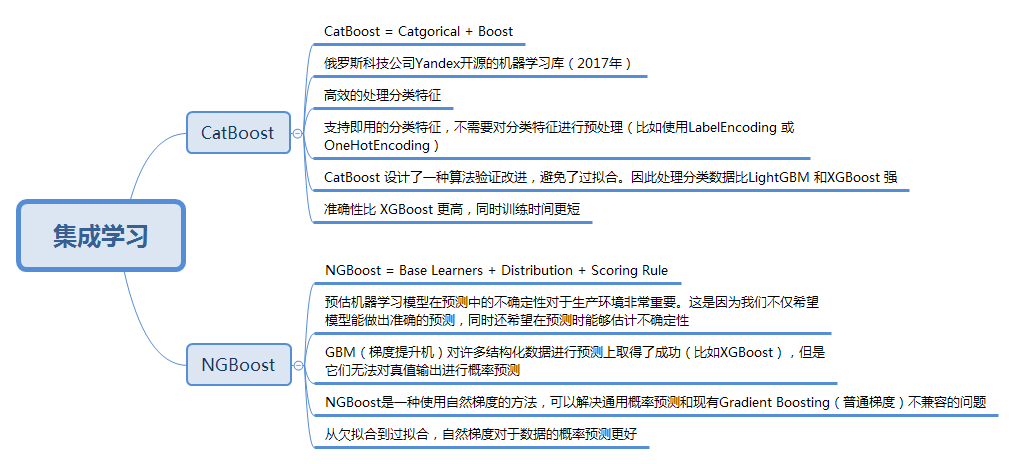 集成学习
CatBoost
CatBoost = Catgorical + Boost
俄罗斯科技公司Yandex开源的机器学习库（2017年）
高效的处理分类特征
支持即用的分类特征，不需要对分类特征进行预处理（比如使用LabelEncoding 或
OneHotEncoding）
CatBoost 设计了一种算法验证改进，避免了过拟合。因此处理分类数据比LightGBM 和XGBoost 强
准确性比 XGBoost 更高，同时训练时间更短
NGBoost
NGBoost = Base Learners + Distribution + Scoring Rule
预估机器学习模型在预测中的不确定性对于生产环境非常重要。这是因为我们不仅希望
模型能做出准确的预测，同时还希望在预测时能够估计不确定性
GBM（梯度提升机）对许多结构化数据进行预测上取得了成功（比如XGBoost），但是
它们无法对真值输出进行概率预测
NGBoost是一种使用自然梯度的方法，可以解决通用概率预测和现有Gradient Boosting（普通梯度）不兼容的问题
从欠拟合到过拟合，自然梯度对于数据的概率预测更好